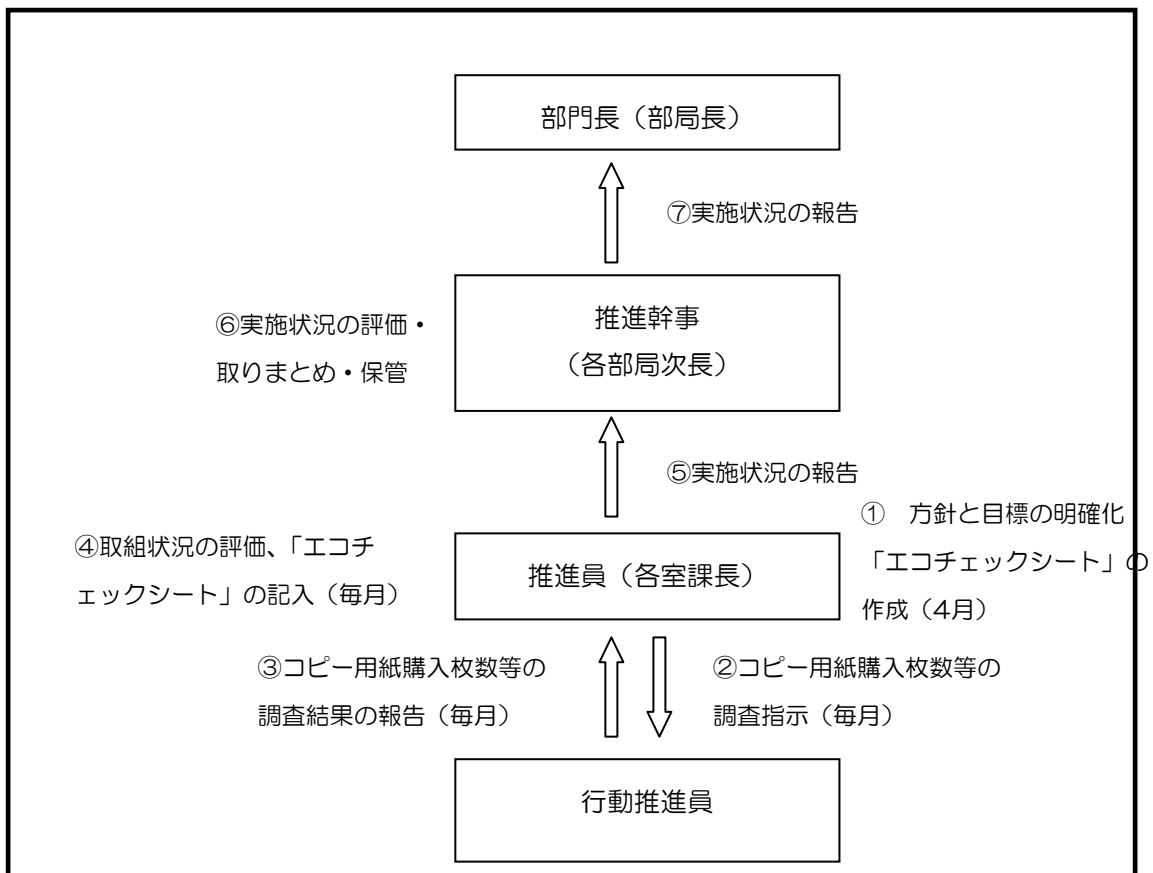 部門長（部局長）
⑦実施状況の報告
推進幹事
（各部局次長）
⑥実施状況の評価・
取りまとめ・保管
⑤実施状況の報告
①　方針と目標の明確化
「エコチェックシート」の
作成（4月）
推進員（各室課長）
④取組状況の評価、「エコチ
ェックシート」の記入（毎月）
③コピー用紙購入枚数等の
調査結果の報告（毎月）
②コピー用紙購入枚数等の
調査指示（毎月）
行動推進員